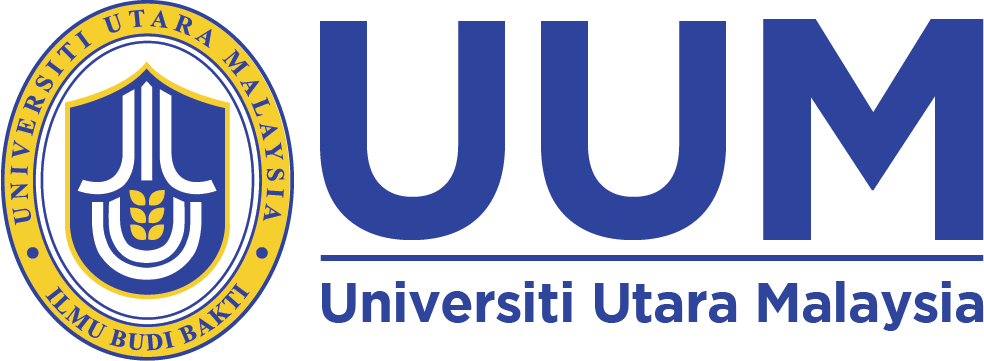 UNIVERSITI UTARA MALAYSIA
ILMU BUDI BAKTI
UUM
Universiti Utara Malaysia